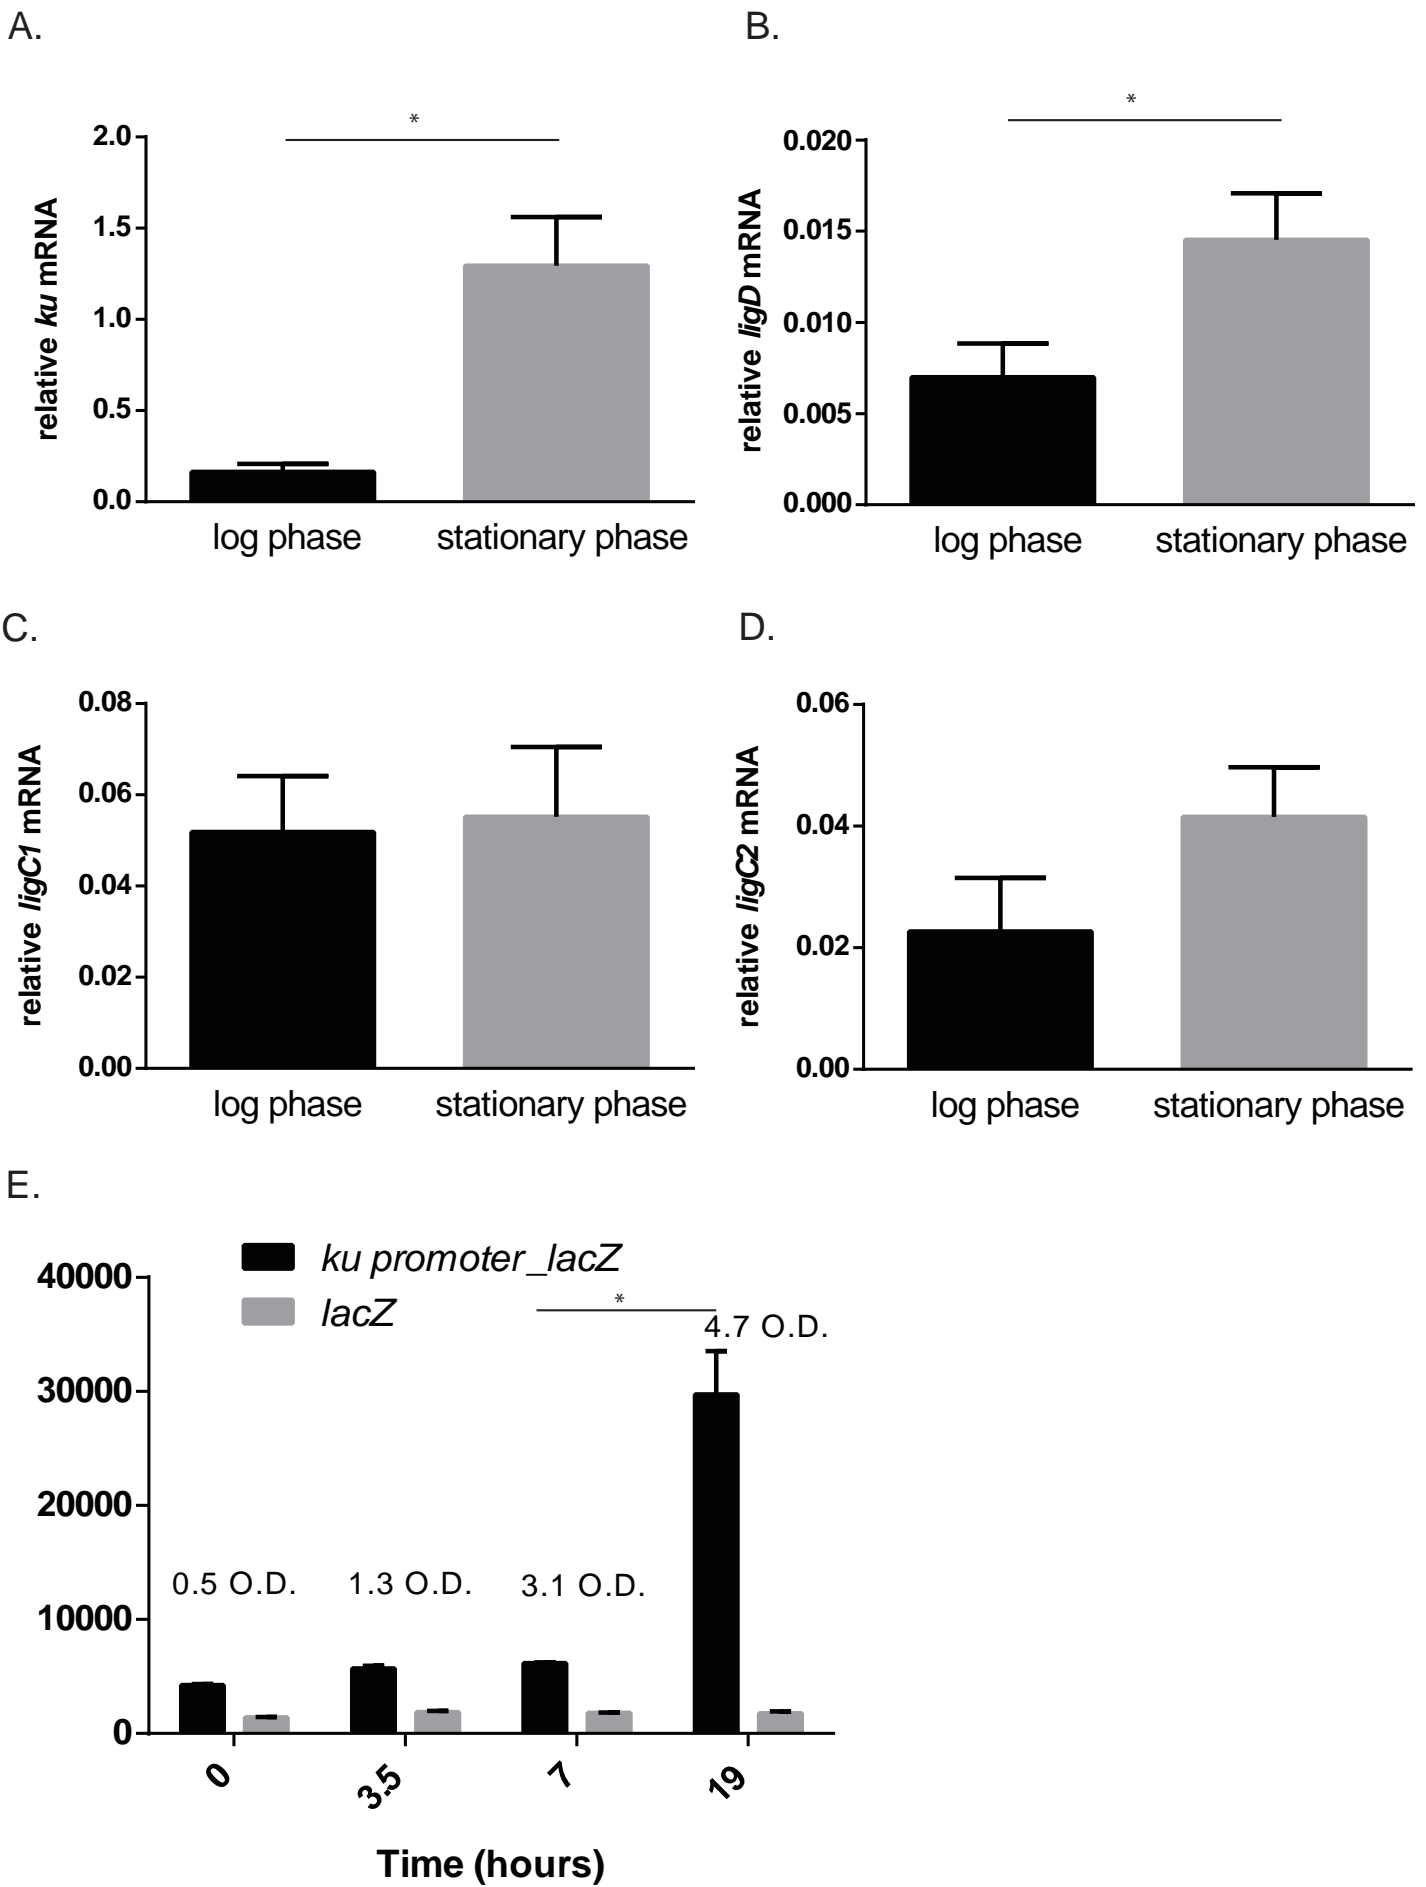 A.
relative ku mRNA
2.0
1.5
1.0
0.5
0.0
*
log phase
stationary phase
B.
relative ligD mRNA
0.020
0.015
0.010
0.005
0.000
*
log phase
stationary phase
C.
relative ligC1 mRNA
0.08
0.06
0.04
0.02
0.00
log phase
stationary phase
D.
relative ligC2 mRNA
0.06
0.04
0.02
0.00
log phase
stationary phase
E.
ku promoter_lacZ
lacZ
40000
30000
20000
10000
0
*
0.5 O.D.
1.3 O.D.
3.1 O.D.
4.7 O.D.
0
3.5
7
19
Time (hours)